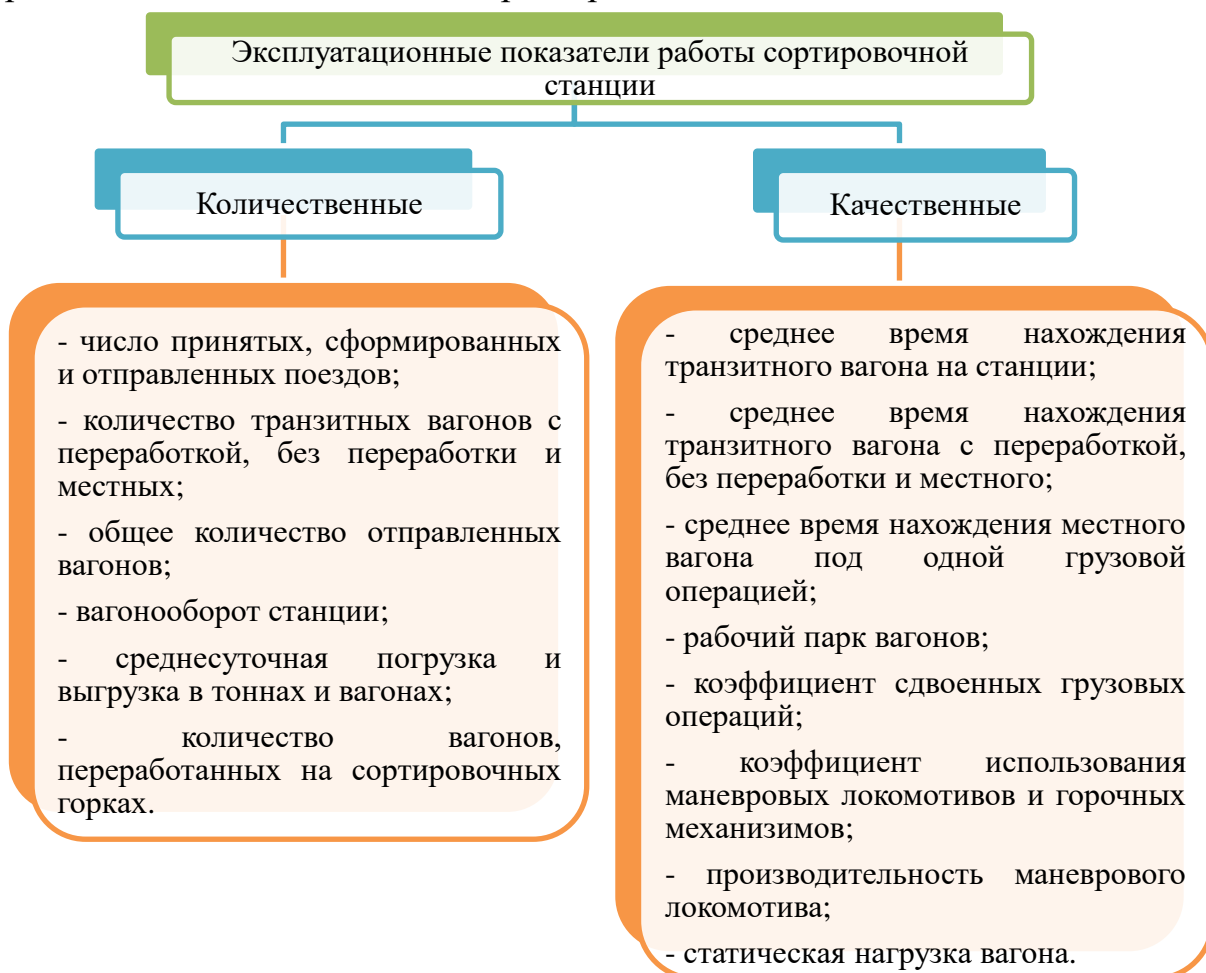 Эксплуатационные показатели работы сортировочной
станции
Количественные
Качественные
- число принятых, сформированных
и отправленных поездов;
- количество транзитных вагонов с
переработкой, без переработки и
местных;
- общее количество отправленных
вагонов;
- вагонооборот станции;
- среднесуточная погрузка и
выгрузка в тоннах и вагонах;
- количество вагонов,
переработанных на сортировочных
горках.
- среднее время нахождения
транзитного вагона на станции;
- среднее время нахождения
транзитного вагона с переработкой,
без переработки и местного;
- среднее время нахождения местного
вагона под одной грузовой
операцией;
- рабочий парк вагонов;
- коэффициент сдвоенных грузовых
операций;
- коэффициент использования
маневровых локомотивов и горочных
механизимов;
- производительность маневрового
локомотива;
- статическая нагрузка вагона.